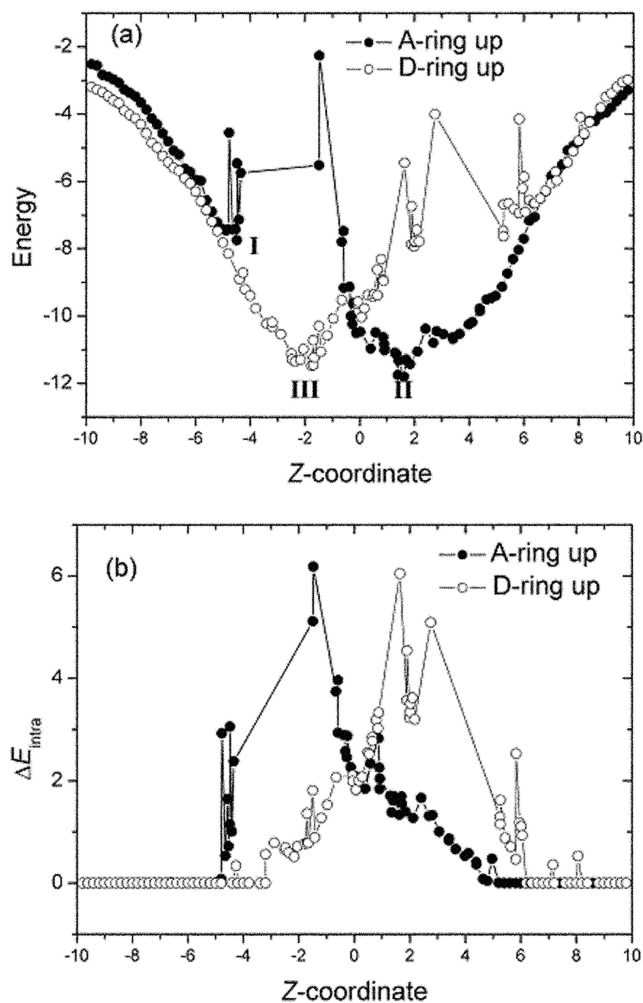 (a)
A-ring up
D-ring up
Energy
-2
-4
-6
-8
-10
-12
I
III
II
-10 -8 -6 -4 -2 0 2 4 6 8 10
Z-coordinate
(b)
A-ring up
D-ring up
ΔE intra
6
4
2
0
-10 -8 -6 -4 -2 0 2 4 6 8 10
Z-coordinate